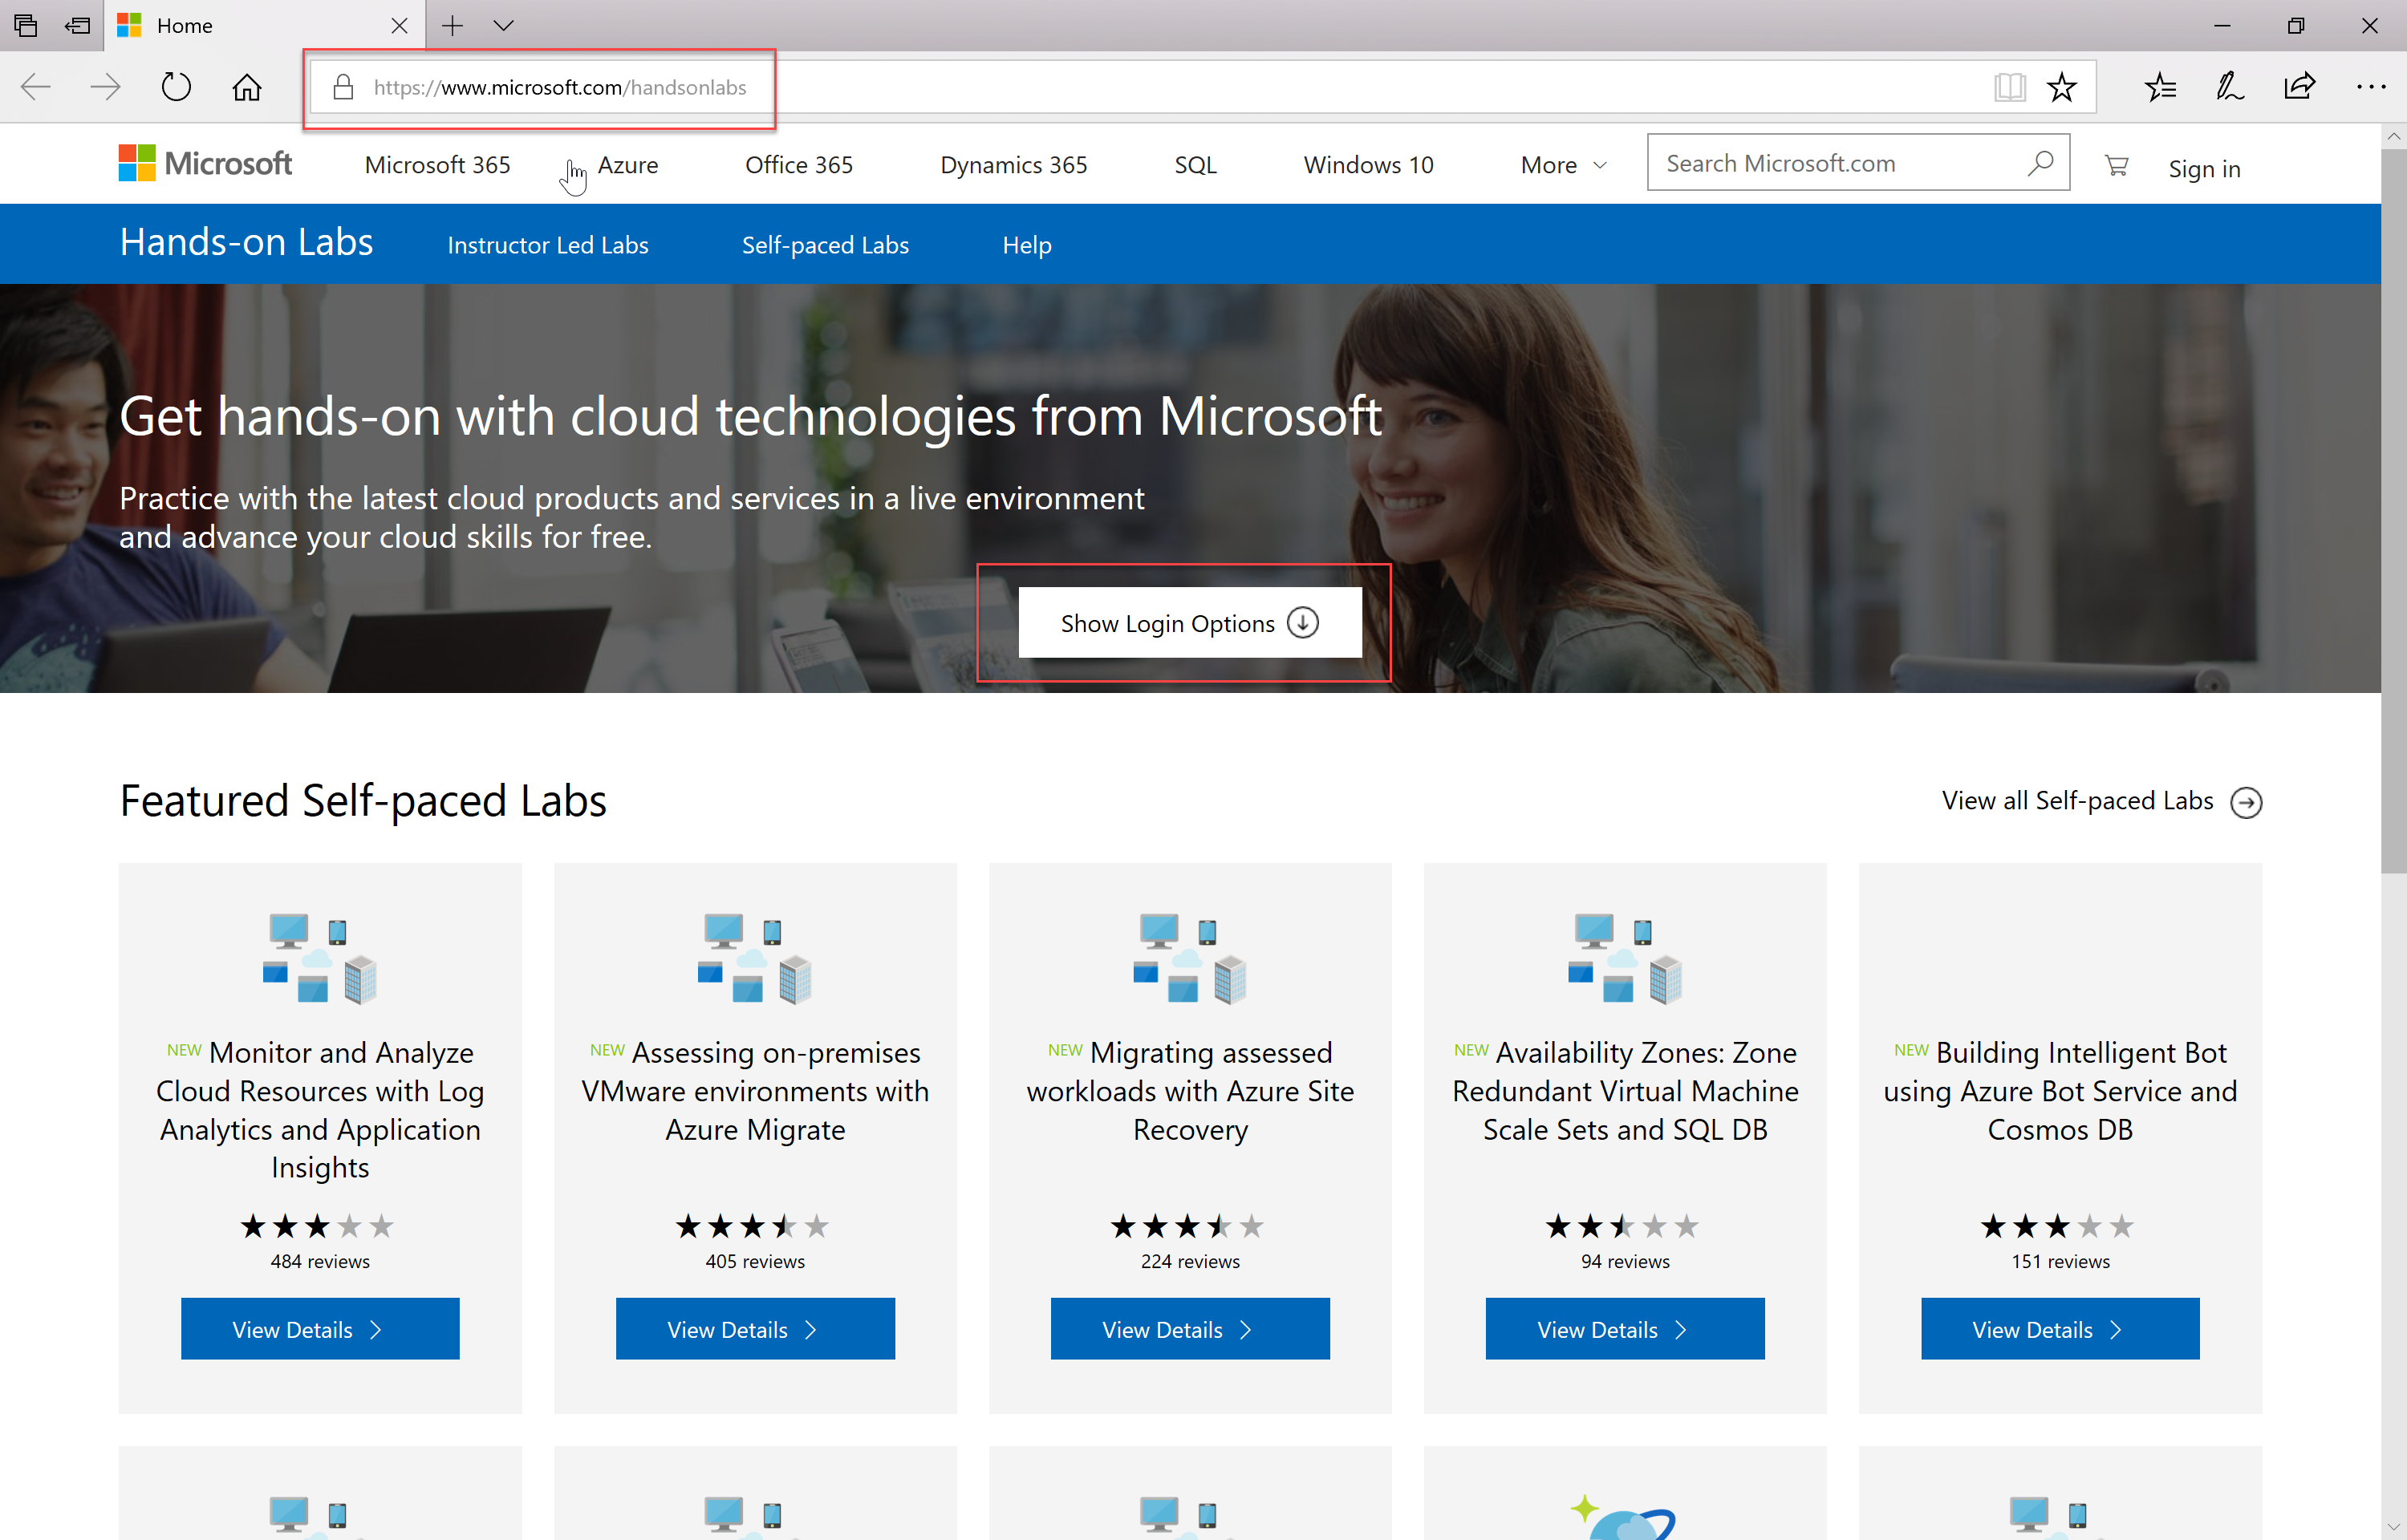 Home
https://www.microsoft.com/handsonlabs
Microsoft Microsoft 365 Azure Office 365 Dynamics 365 SQL Windows 10 More Search Microsoft.com Sign in
Hands-on Labs Instructor Led Labs Self-paced Labs Help
Get hands-on with cloud technologies from Microsoft
Practice with the latest cloud products and services in a live environment
and advance your cloud skills for free.
Show Login Options
Featured Self-paced Labs
View all Self-paced Labs
NEW Monitor and Analyze
Cloud Resources with Log
Analytics and Application
Insights
484 reviews
View Details
NEW Assessing on-premises
VMware environments with
Azure Migrate
405 reviews
View Details
NEW Migrating assessed
workloads with Azure Site
Recovery
224 reviews
View Details
NEW Availability Zones: Zone
Redundant Virtual Machine
Scale Sets and SQL DB
94 reviews
View Details
NEW Building Intelligent Bot
using Azure Bot Service and
Cosmos DB
151 reviews
View Details